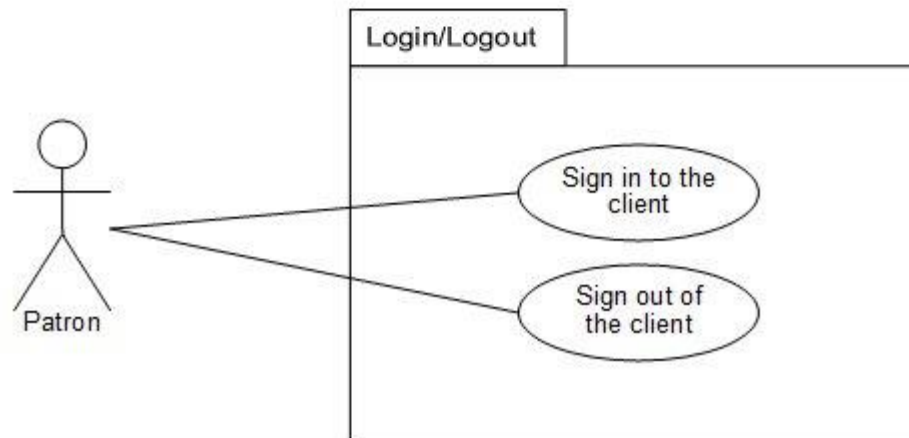 Login/Logout
Sign in to the
client
Sign out of
the client
Patron